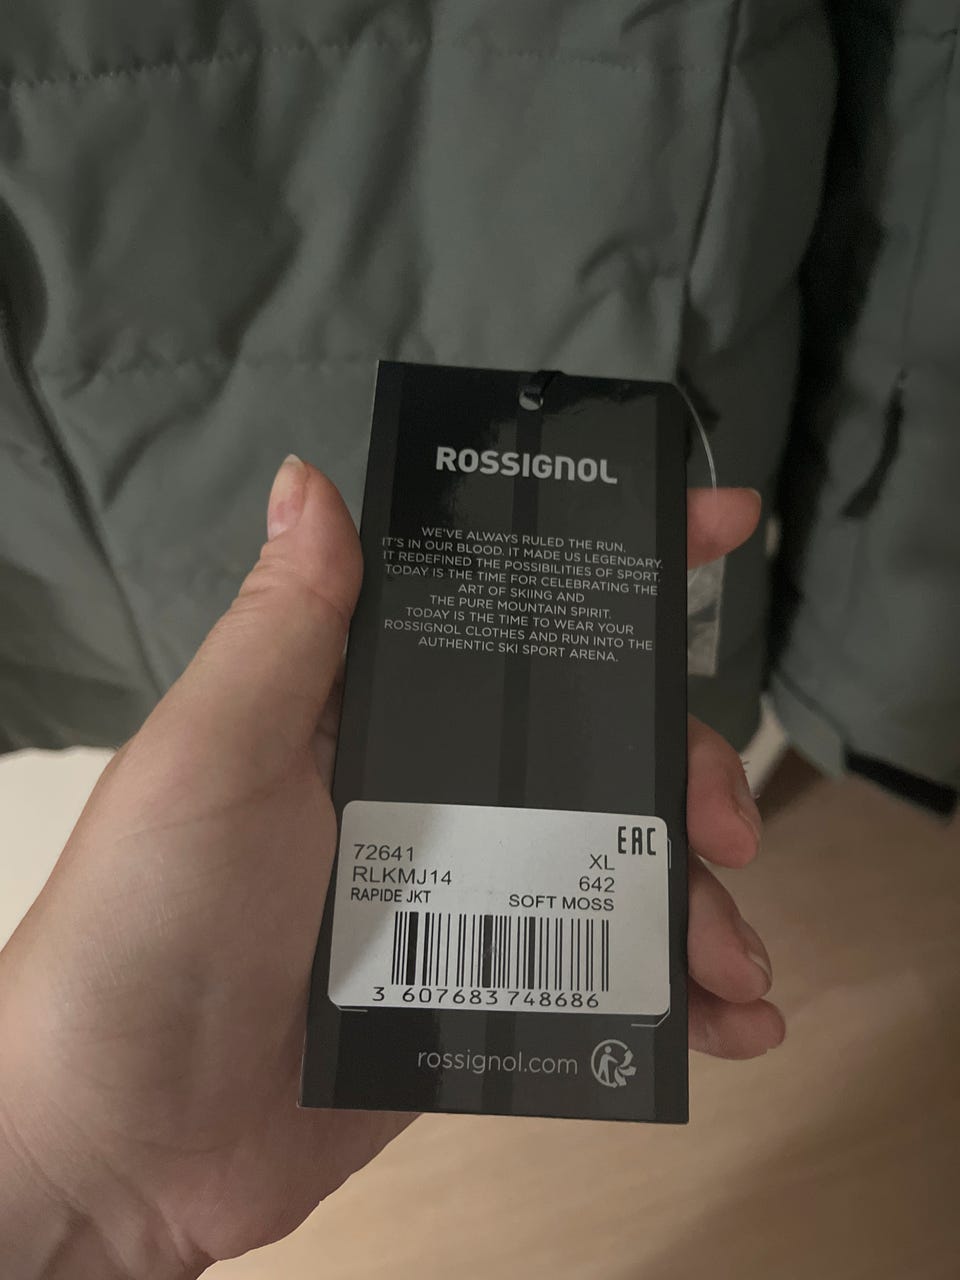 ROSSIGNOL
WE'VE ALWAYS RULED THE RUN.
IT'S IN OUR BLOOD. IT MADE US LEGENDARY.
IT REDEFINED THE POSSIBILITIES OF SPORT.
TODAY IS THE TIME FOR CELEBRATING THE
ART OF SKIING AND
THE PURE MOUNTAIN SPIRIT.
TODAY IS THE TIME TO WEAR YOUR
ROSSIGNOL CLOTHES AND RUN INTO THE
AUTHENTIC SKI SPORT ARENA.
EAC
72641 XL
RLKMJ14 642
RAPIDE JKT SOFT MOSS
3 607683 748686
rossignol.com